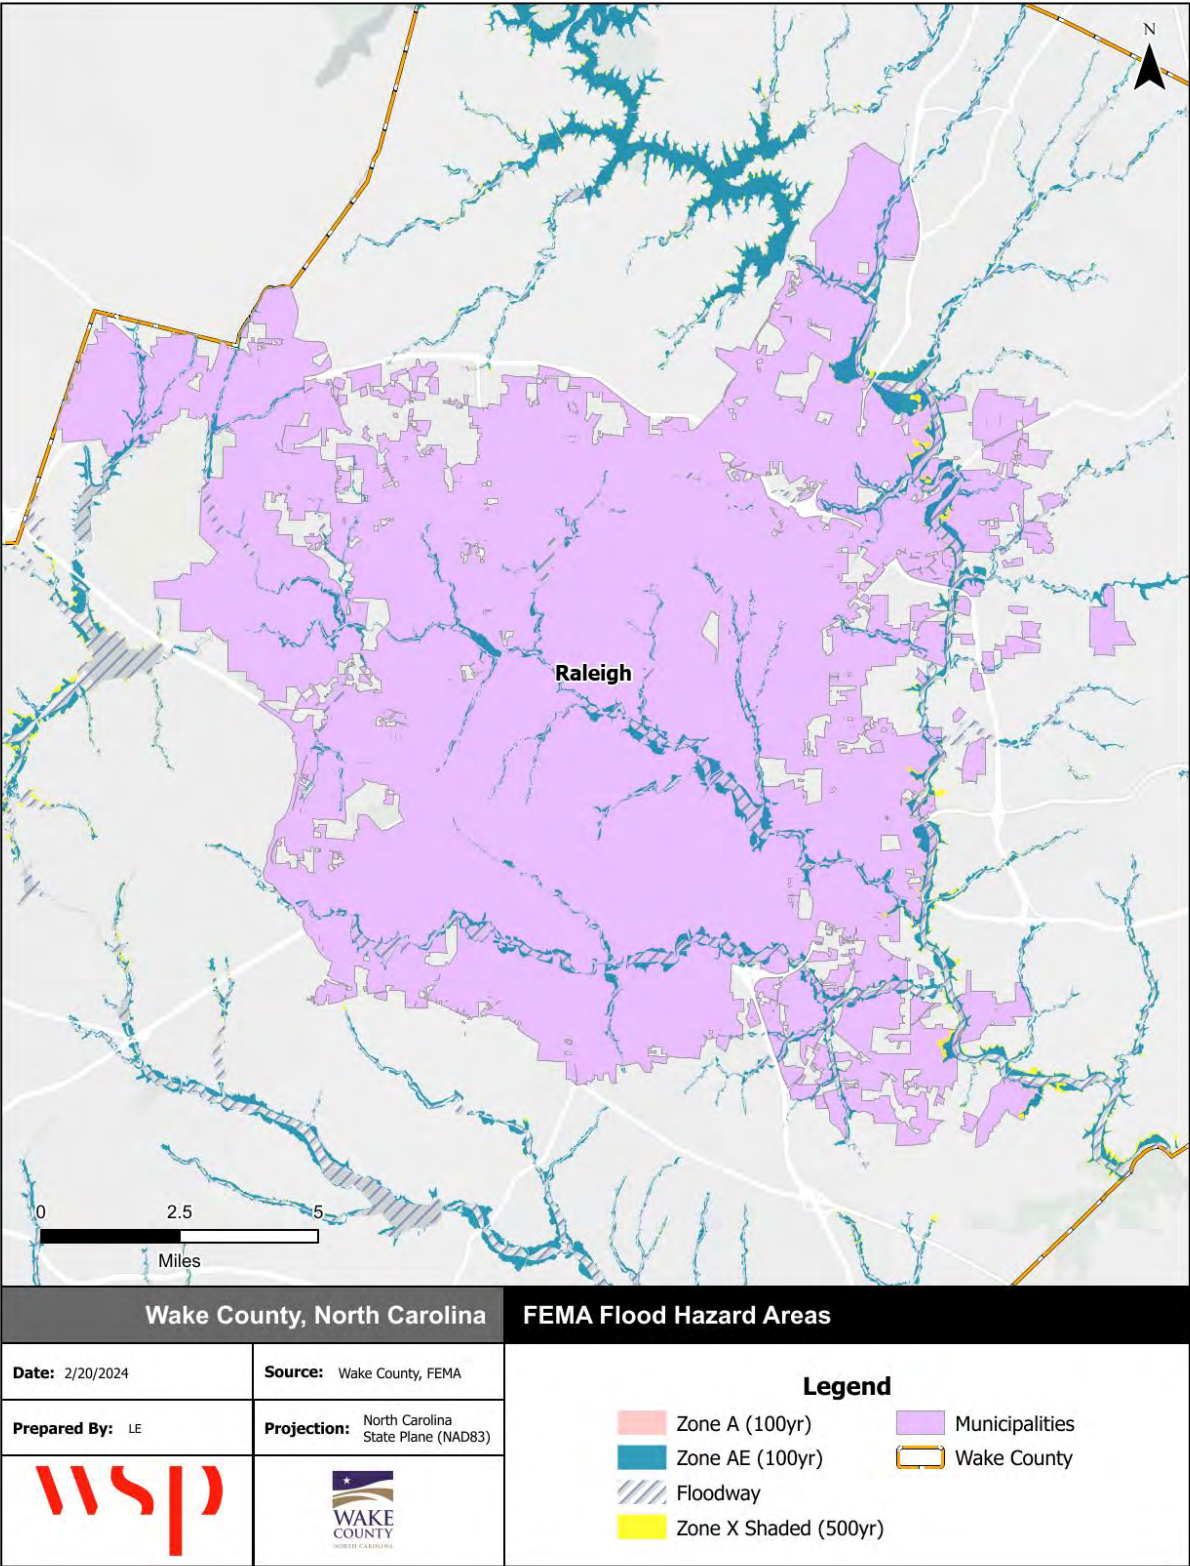 N
Raleigh
0 2.5 5
Miles
Wake County, North Carolina
FEMA Flood Hazard Areas
Date: 2/20/2024
Source: Wake County, FEMA
Prepared By: LE
Projection: North Carolina
State Plane (NAD83)
wsp
WAKE
COUNTY
NORTH CAROLINA
Legend
Zone A (100yr)
Zone AE (100yr)
Floodway
Zone X Shaded (500yr)
Municipalities
Wake County